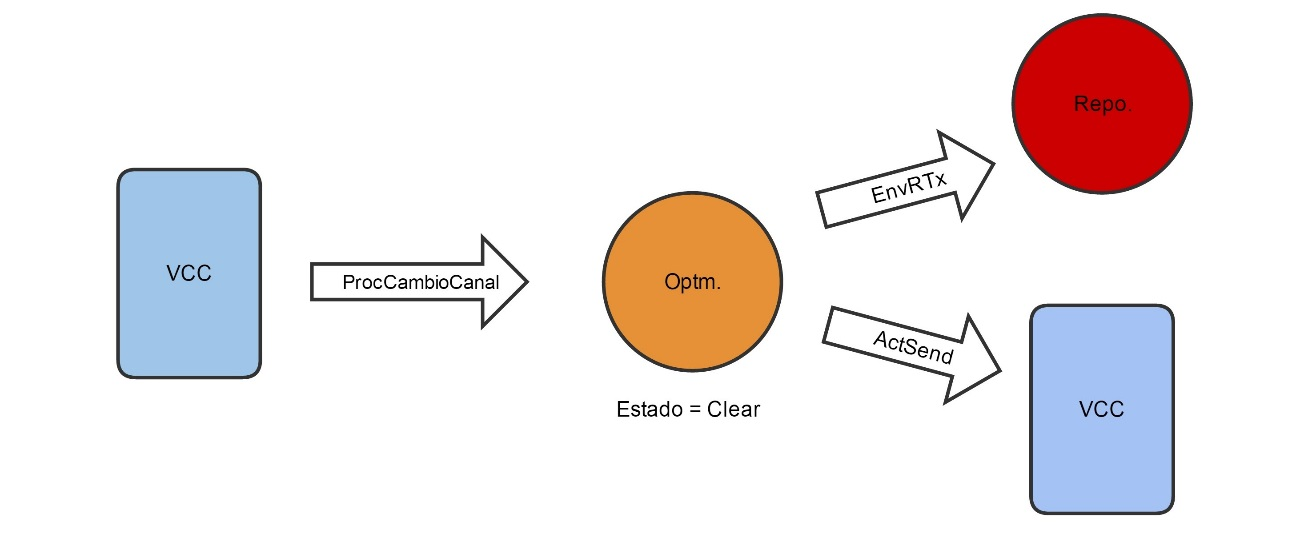 VCC
ProcCambioCanal
Optm.
Estado = Clear
EnvRTx
Repo.
ActSend
VCC